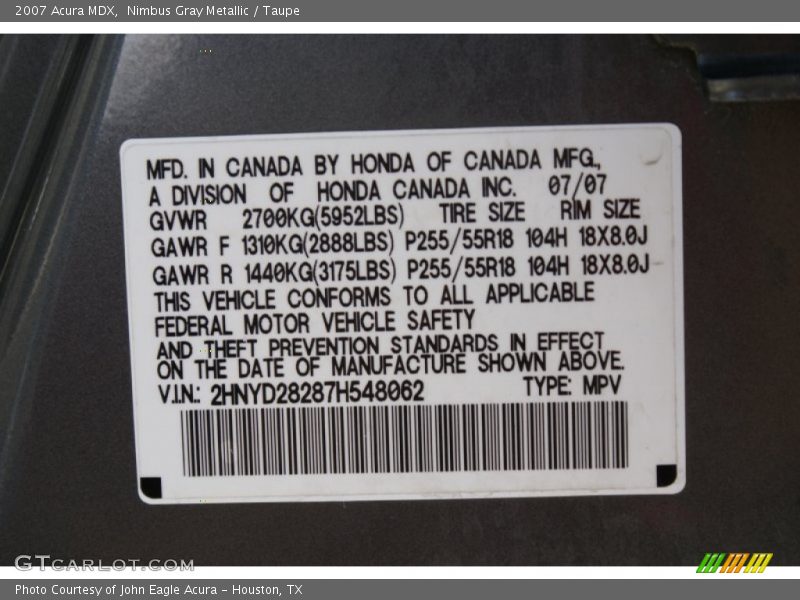 2007 Acura MDX,  Nimbus Gray Metallic / Taupe
MFD. IN CANADA BY HONDA OF CANADA MFG.,
A DIVISION OF HONDA CANADA INC. 07/07
GVWR 2700KG(5952LBS) TIRE SIZE RIM SIZE
GAWR F 1310KG(2888LBS) P255/55R18 104H 18X8.0J
GAWR R 1440KG(3175LBS) P255/55R18 104H 18X8.0J
THIS VEHICLE CONFORMS TO ALL APPLICABLE
FEDERAL MOTOR VEHICLE SAFETY
AND THEFT PREVENTION STANDARDS IN EFFECT
ON THE DATE OF MANUFACTURE SHOWN ABOVE.
V.I.N.: 2HNYD28287H548062 TYPE: MPV
GTCARLOT.COM
Photo Courtesy of John Eagle Acura - Houston, TX